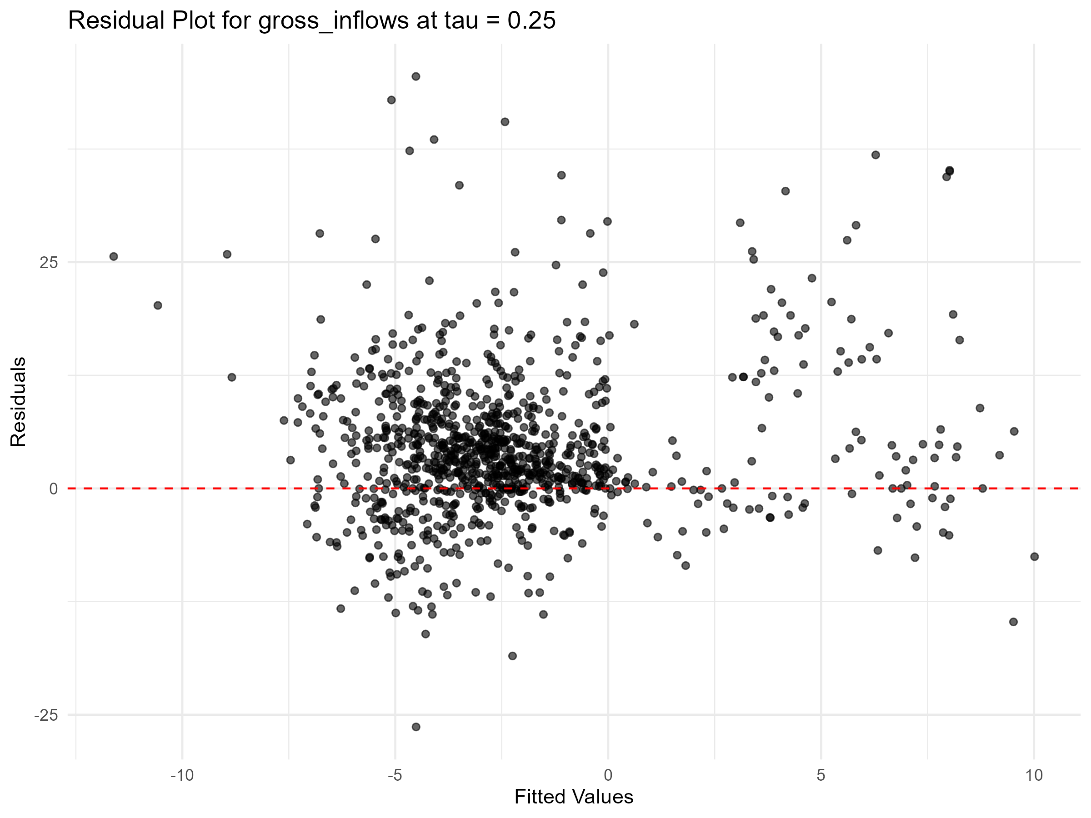 Residual Plot for gross_inflows at tau = 0.25
Residuals
25
0
-25
-10
-5
0
5
10
Fitted Values